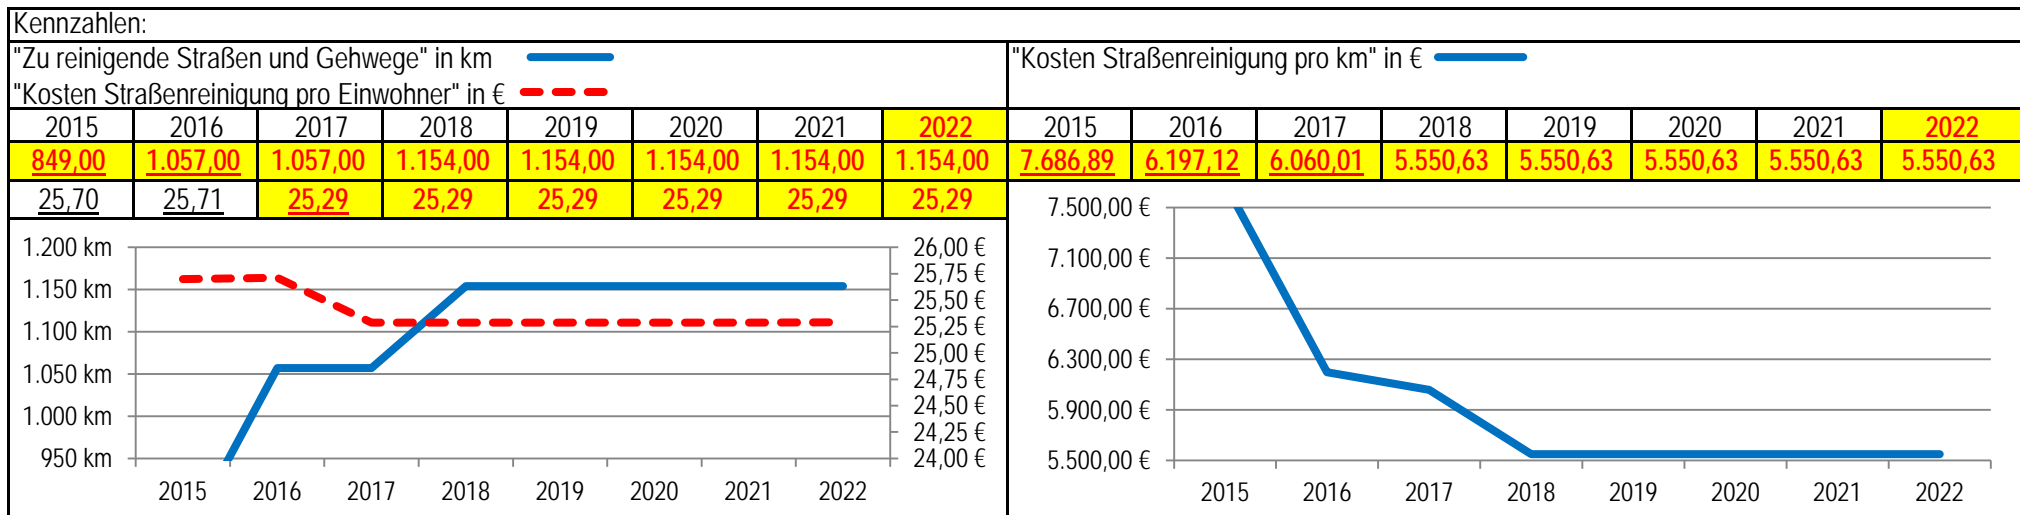 Kennzahlen:
"Zu reinigende Straßen und Gehwege" in km
"Kosten Straßenreinigung pro Einwohner" in €
"Kosten Straßenreinigung pro km" in €
2015 2016 2017 2018 2019 2020 2021 2022 2015 2016 2017 2018 2019 2020 2021 2022
849,00 1.057,00 1.057,00 1.154,00 1.154,00 1.154,00 1.154,00 1.154,00 7.686,89 6.197,12 6.060,01 5.550,63 5.550,63 5.550,63 5.550,63 5.550,63
25,70 25,71 25,29 25,29 25,29 25,29 25,29 25,29
1.200 km
1.150 km
1.100 km
1.050 km
1.000 km
950 km
26,00 €
25,75 €
25,50 €
25,25 €
25,00 €
24,75 €
24,50 €
24,25 €
24,00 €
2015 2016 2017 2018 2019 2020 2021 2022
7.500,00 €
7.100,00 €
6.700,00 €
6.300,00 €
5.900,00 €
5.500,00 €
2015 2016 2017 2018 2019 2020 2021 2022